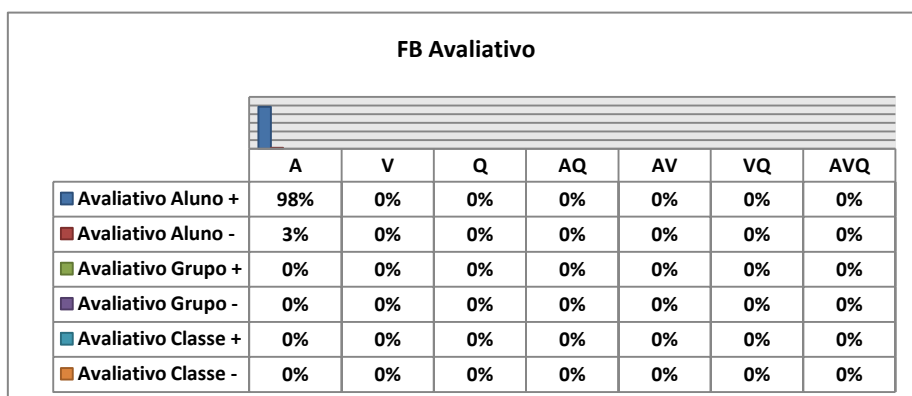 FB Avaliativo
A V Q AQ AV VQ AVQ
Avaliativo Aluno + 98% 0% 0% 0% 0% 0% 0%
Avaliativo Aluno - 3% 0% 0% 0% 0% 0% 0%
Avaliativo Grupo + 0% 0% 0% 0% 0% 0% 0%
Avaliativo Grupo - 0% 0% 0% 0% 0% 0% 0%
Avaliativo Classe + 0% 0% 0% 0% 0% 0% 0%
Avaliativo Classe - 0% 0% 0% 0% 0% 0% 0%